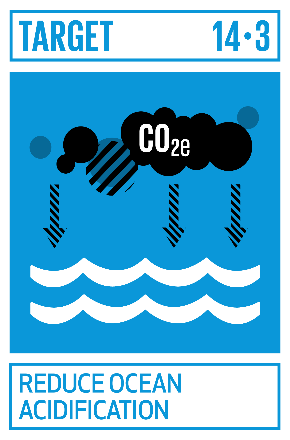 TARGET 14·3
CO2e
REDUCE OCEAN
ACIDIFICATION